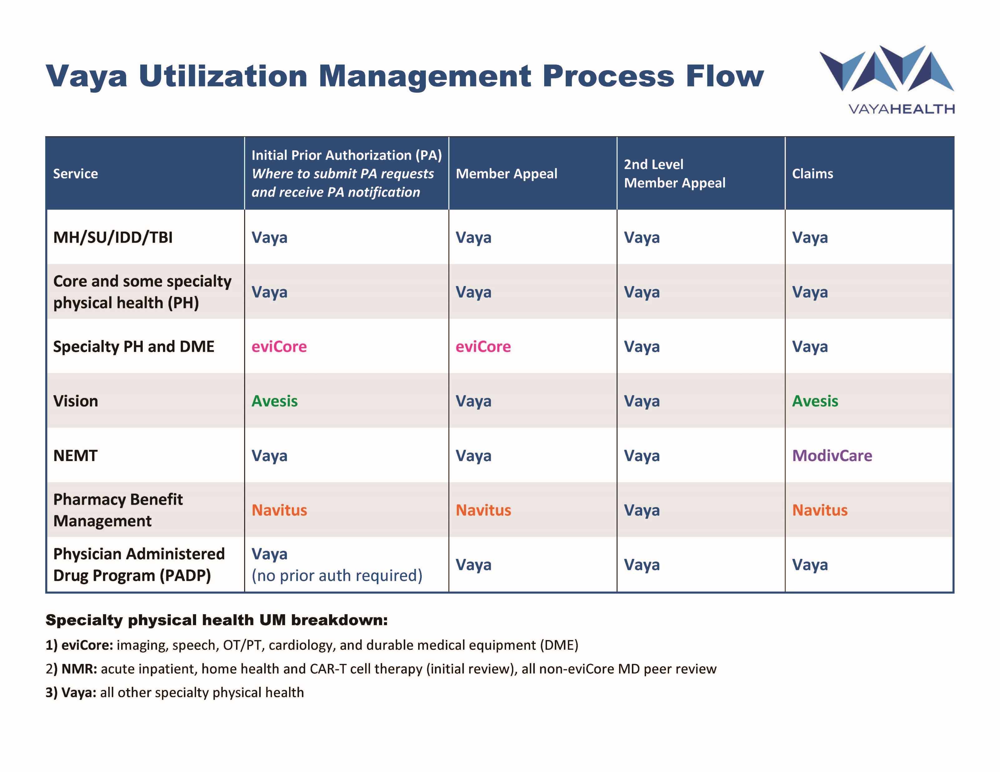 Vaya Utilization Management Process Flow
VAYA
VAYAHEALTH
Service
Initial Prior Authorization (PA)
Where to submit PA requests
and receive PA notification
Member Appeal
2nd Level
Member Appeal
Claims
MH/SU/IDD/TBI
Vaya
Vaya
Vaya
Vaya
Core and some specialty
physical health (PH)
Vaya
Vaya
Vaya
Vaya
Specialty PH and DME
eviCore
eviCore
Vaya
Vaya
Vision
Avesis
Vaya
Vaya
Avesis
NEMT
Vaya
Vaya
Vaya
ModivCare
Pharmacy Benefit
Management
Navitus
Navitus
Vaya
Navitus
Physician Administered
Drug Program (PADP)
Vaya
(no prior auth required)
Vaya
Vaya
Vaya
Specialty physical health UM breakdown:
1) eviCore: imaging, speech, OT/PT, cardiology, and durable medical equipment (DME)
2) NMR: acute inpatient, home health and CAR-T cell therapy (initial review), all non-eviCore MD peer review
3) Vaya: all other specialty physical health